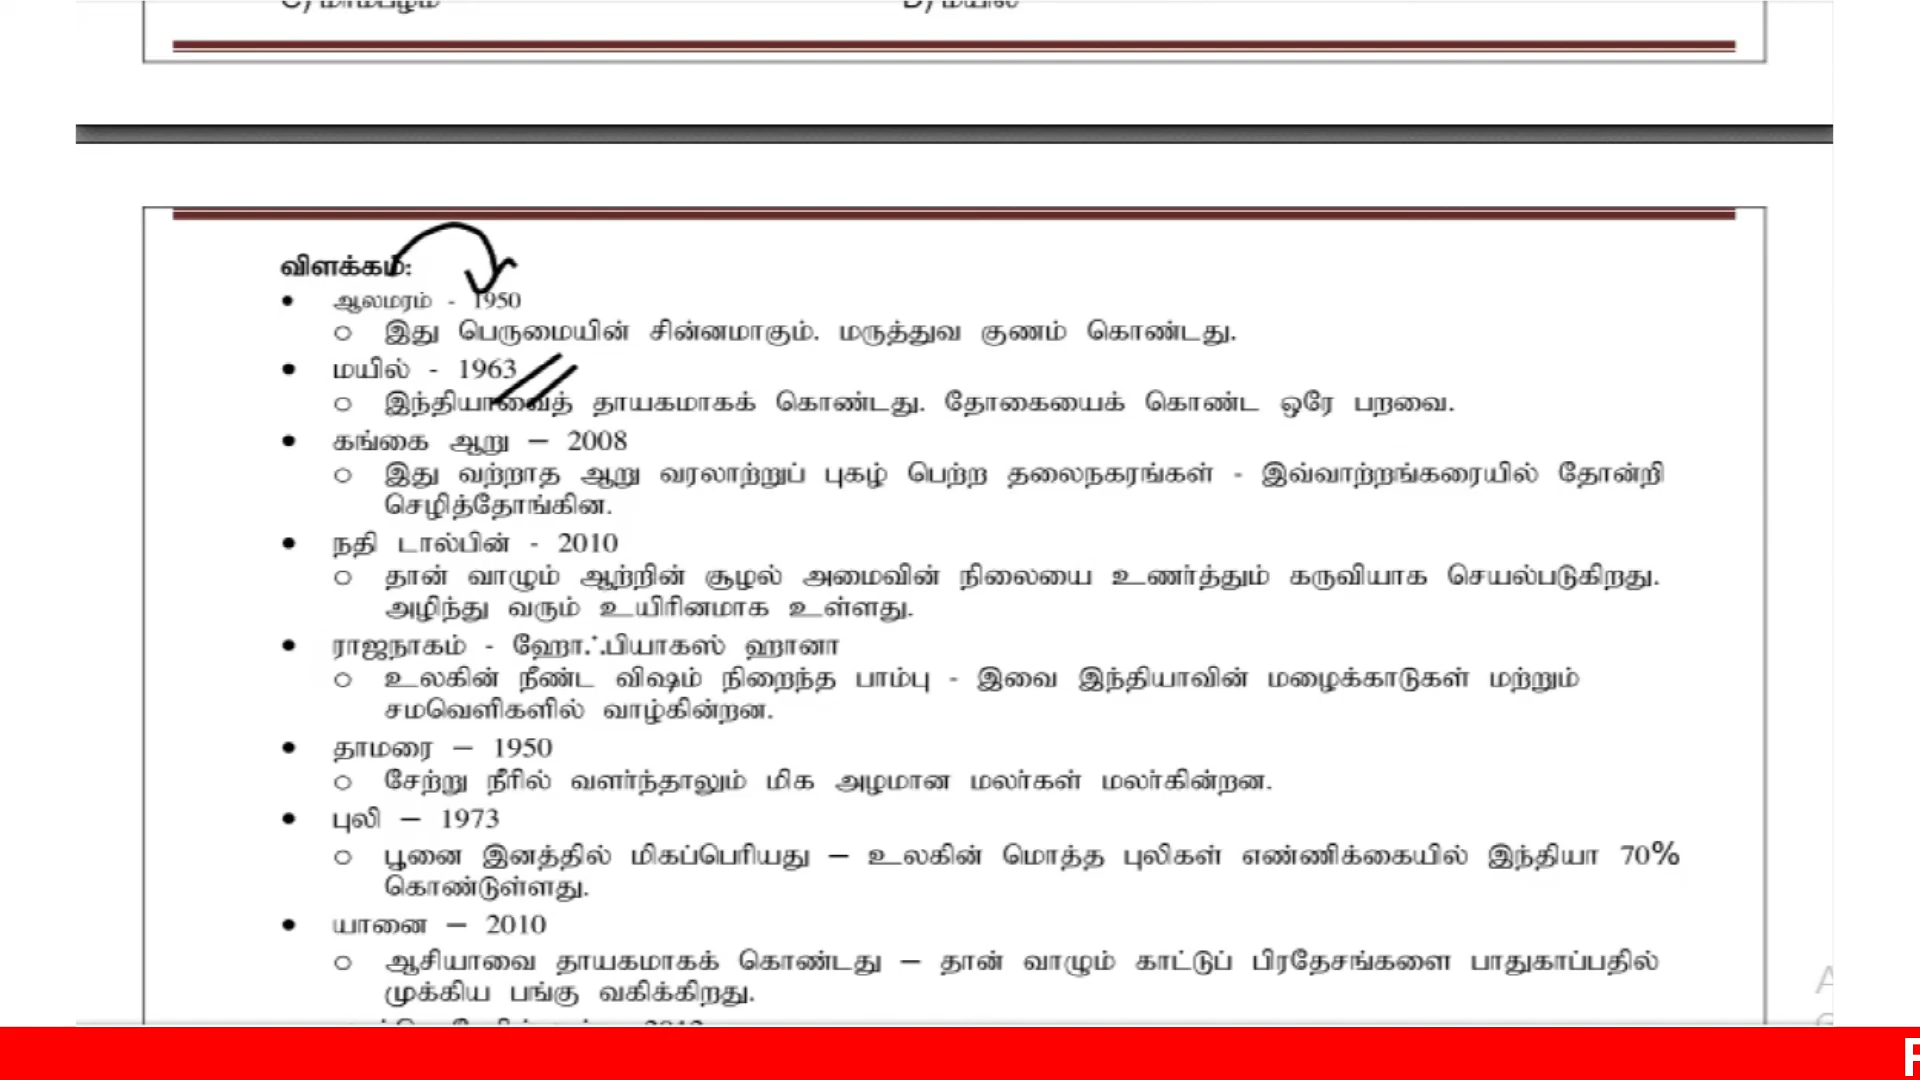 C) மாம்பழம் D) மயில்
விளக்கம்:
• ஆலமரம் - 1950
o இது பெருமையின் சின்னமாகும். மருத்துவ குணம் கொண்டது.
• மயில் - 1963
o இந்தியாவைத் தாயகமாகக் கொண்டது. தோகையைக் கொண்ட ஒரே பறவை.
• கங்கை ஆறு – 2008
o இது வற்றாத ஆறு வரலாற்றுப் புகழ் பெற்ற தலைநகரங்கள் - இவ்வாற்றங்கரையில் தோன்றி
செழித்தோங்கின.
• நதி டால்பின் - 2010
o தான் வாழும் ஆற்றின் சூழல் அமைவின் நிலையை உணர்த்தும் கருவியாக செயல்படுகிறது.
அழிந்து வரும் உயிரினமாக உள்ளது.
• ராஜநாகம் - ஹோஃபியாகஸ் ஹானா
o உலகின் நீண்ட விஷம் நிறைந்த பாம்பு - இவை இந்தியாவின் மழைக்காடுகள் மற்றும்
சமவெளிகளில் வாழ்கின்றன.
• தாமரை – 1950
o சேற்று நீரில் வளர்ந்தாலும் மிக அழமான மலர்கள் மலர்கின்றன.
• புலி – 1973
o பூனை இனத்தில் மிகப்பெரியது – உலகின் மொத்த புலிகள் எண்ணிக்கையில் இந்தியா 70%
கொண்டுள்ளது.
• யானை – 2010
o ஆசியாவை தாயகமாகக் கொண்டது – தான் வாழும் காட்டுப் பிரதேசங்களை பாதுகாப்பதில்
முக்கிய பங்கு வகிக்கிறது.